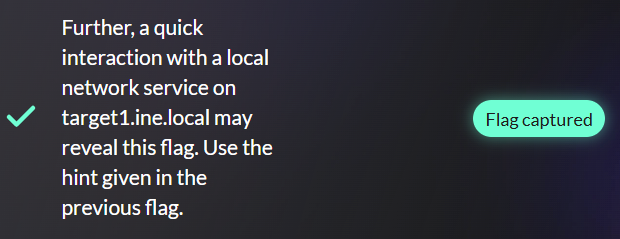 Further, a quick
interaction with a local
network service on
target1.ine.local may
reveal this flag. Use the
hint given in the
previous flag.
Flag captured